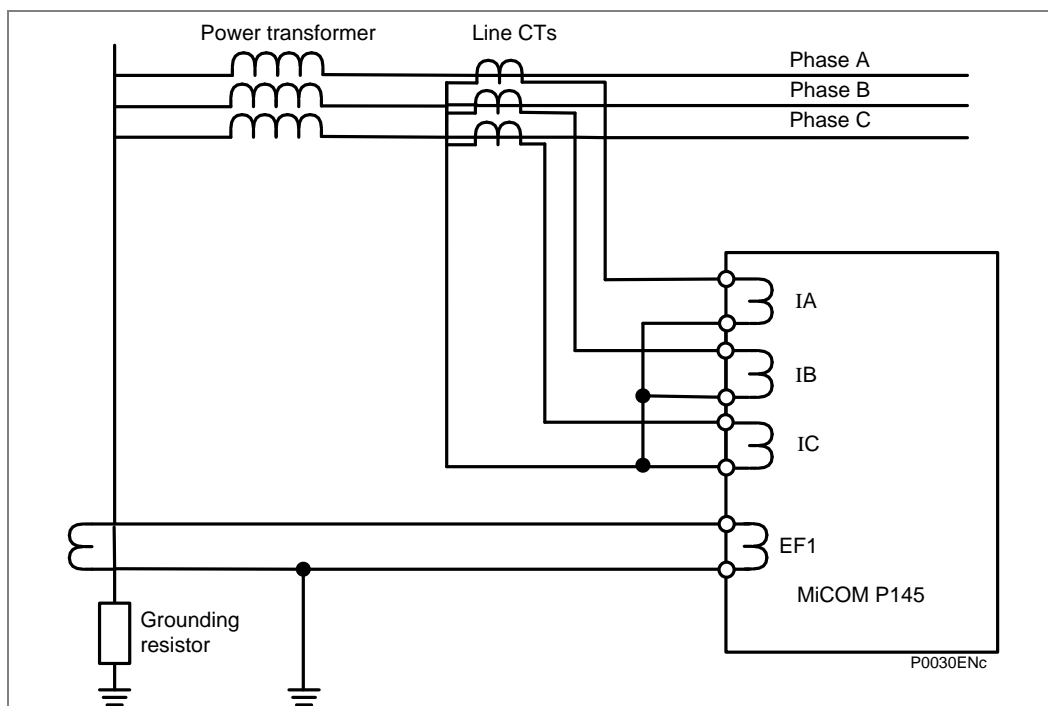 Power transformer
Line CTs
Phase A
Phase B
Phase C
IA
IB
IC
EF1
MiCOM P145
Grounding
resistor
P0030ENc